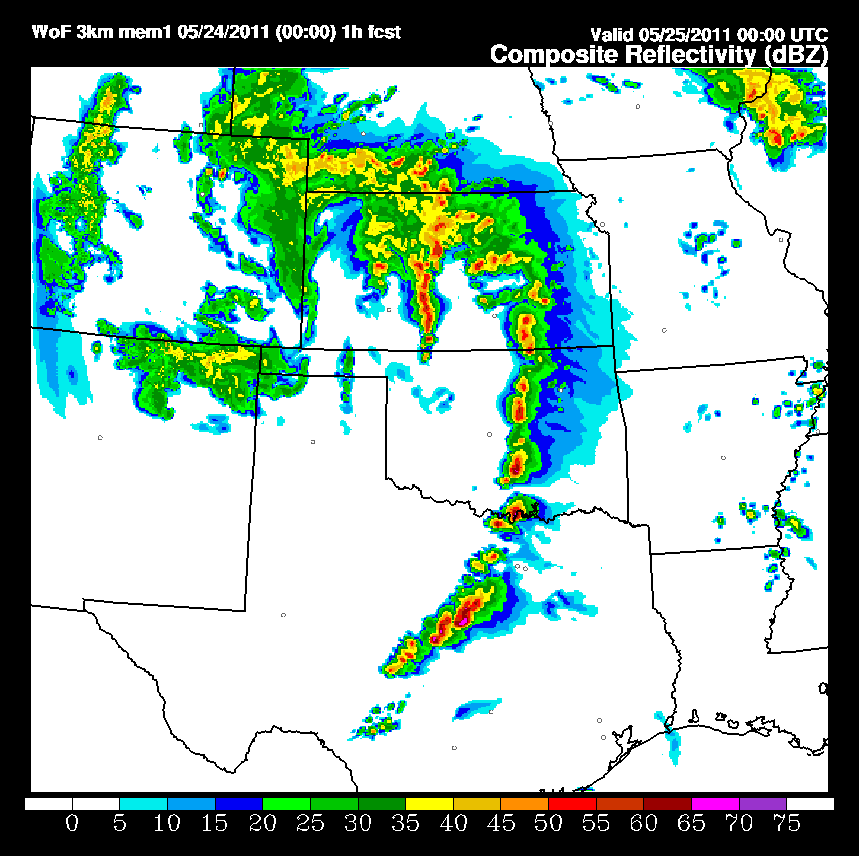 WoF 3km mem1 05/24/2011 (00:00) 1h fcst
Valid 05/25/2011 00:00 UTC
Composite Reflectivity (dBZ)
0 5 10 15 20 25 30 35 40 45 50 55 60 65 70 75